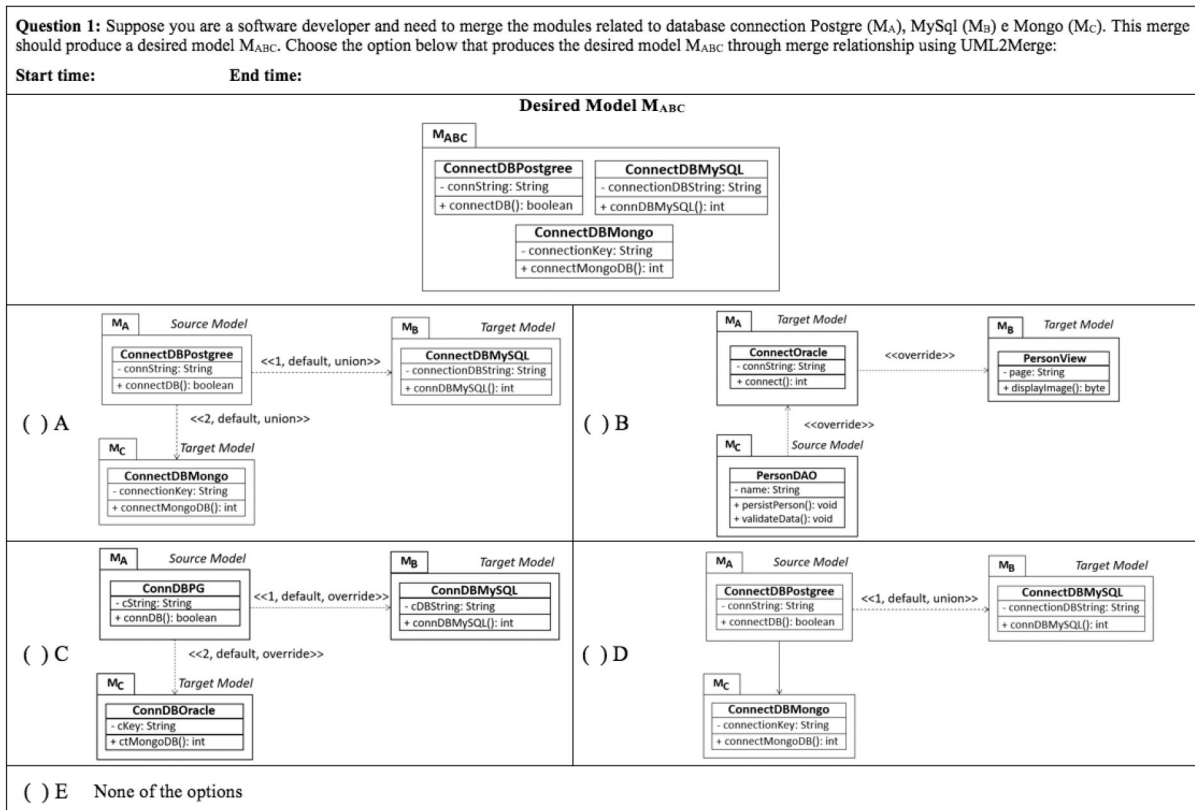 Question 1: Suppose you are a software developer and need to merge the modules related to database connection Postgre (MA), MySql (MB) e Mongo (MC). This merge
should produce a desired model MABC. Choose the option below that produces the desired model MABC through merge relationship using UML2Merge:
Start time: End time:
Desired Model MABC
MABC
ConnectDBPostgree
- connString: String
+ connectDB(): boolean
ConnectDBMySQL
- connectionDBString: String
+ connDBMySQL(): int
ConnectDBMongo
- connectionKey: String
+ connectMongoDB(): int
( ) A
MA Source Model
ConnectDBPostgree
- connString: String
+ connectDB(): boolean
<<1, default, union>>
MB Target Model
ConnectDBMySQL
- connectionDBString: String
+ connDBMySQL(): int
<<2, default, union>>
MC Target Model
ConnectDBMongo
- connectionKey: String
+ connectMongoDB(): int
( ) B
MA Target Model
ConnectOracle
- connString: String
+ connect(): int
<<override>>
MB Target Model
PersonView
- page: String
+ displayImage(): byte
<<override>>
MC Source Model
PersonDAO
- name: String
+ persistPerson(): void
+ validateData(): void
( ) C
MA Source Model
ConnDBPG
- cString: String
+ connDB(): boolean
<<1, default, override>>
MB Target Model
ConnDBMySQL
- cDBString: String
+ connDBMySQL(): int
<<2, default, override>>
MC Target Model
ConnDBOracle
- cKey: String
+ ctMongoDB(): int
( ) D
MA Source Model
ConnectDBPostgree
- connString: String
+ connectDB(): boolean
<<1, default, union>>
MB Target Model
ConnectDBMySQL
- connectionDBString: String
+ connDBMySQL(): int
MC
ConnectDBMongo
- connectionKey: String
+ connectMongoDB(): int
( ) E None of the options